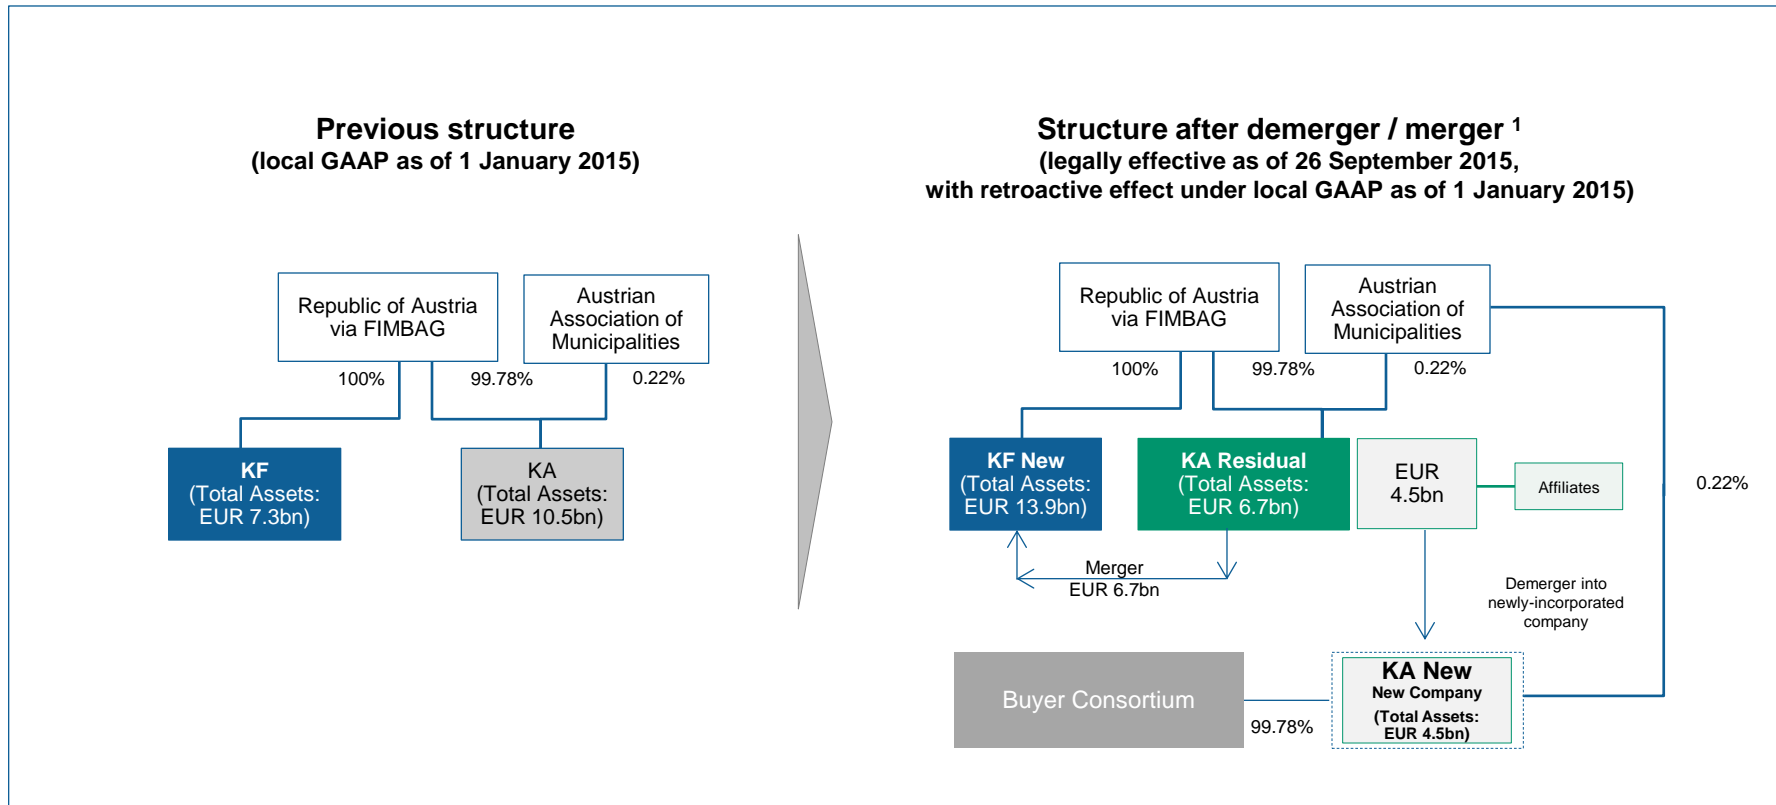 Previous structure
(local GAAP as of 1 January 2015)
Republic of Austria
via FIMBAG
Austrian
Association of
Municipalities
100%
99.78%
0.22%
KF
(Total Assets:
EUR 7.3bn)
KA
(Total Assets:
EUR 10.5bn)
Structure after demerger / merger ¹
(legally effective as of 26 September 2015,
with retroactive effect under local GAAP as of 1 January 2015)
Republic of Austria
via FIMBAG
Austrian
Association of
Municipalities
100%
99.78%
0.22%
KF New
(Total Assets:
EUR 13.9bn)
KA Residual
(Total Assets:
EUR 6.7bn)
EUR
4.5bn
Affiliates
0.22%
Merger
EUR 6.7bn
Demerger into
newly-incorporated
company
Buyer Consortium
99.78%
KA New
New Company
(Total Assets:
EUR 4.5bn)